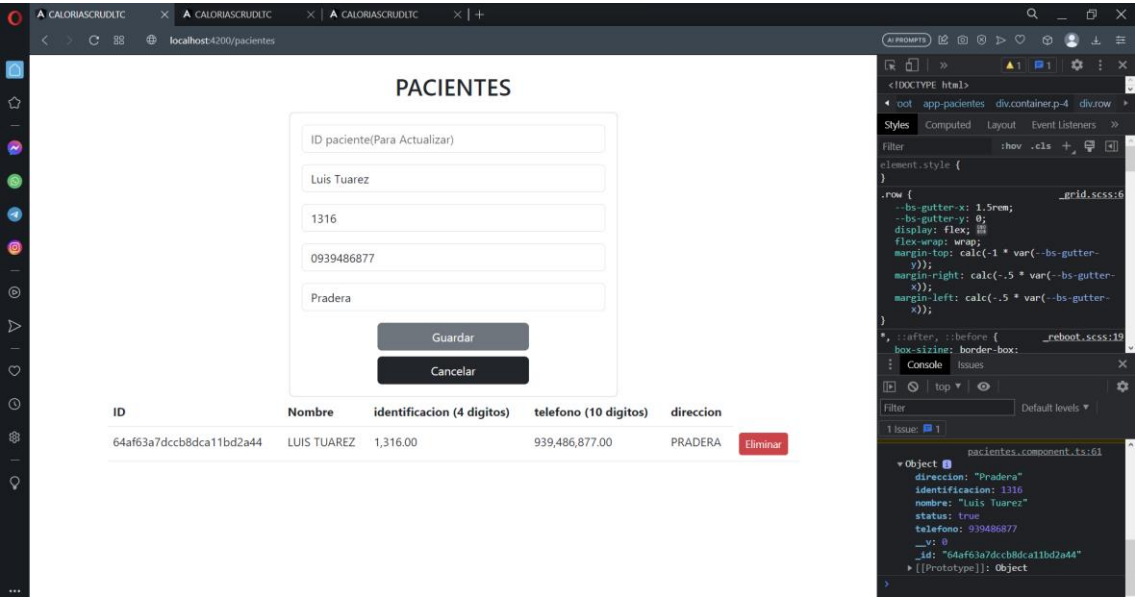 A CALORIASCRUDLTC × A CALORIASCRUDLTC × A CALORIASCRUDLTC × +
localhost:4200/pacientes
AI PROMPTS
PACIENTES
ID paciente(Para Actualizar)
Luis Tuarez
1316
0939486877
Pradera
Guardar
Cancelar
ID Nombre identificacion (4 digitos) telefono (10 digitos) direccion
64af63a7dccb8dca11bd2a44 LUIS TUAREZ 1,316.00 939,486,877.00 PRADERA Eliminar
» 1 1
<!DOCTYPE html>
oot app-pacientes div.container.p-4 div.row
Styles Computed Layout Event Listeners »
Filter :hov .cls +
element.style {
}
.row { _grid.scss:6
--bs-gutter-x: 1.5rem;
--bs-gutter-y: 0;
display: flex;
flex-wrap: wrap;
margin-top: calc(-1 * var(--bs-gutter-
y));
margin-right: calc(-.5 * var(--bs-gutter-
x));
margin-left: calc(-.5 * var(--bs-gutter-
x));
}
*, ::after, ::before { _reboot.scss:19
box-sizing: border-box;
Console Issues
top
Filter Default levels
1 Issue: 1
pacientes.component.ts:61
Object
direccion: "Pradera"
identificacion: 1316
nombre: "Luis Tuarez"
status: true
telefono: 939486877
__v: 0
_id: "64af63a7dccb8dca11bd2a44"
[[Prototype]]: Object